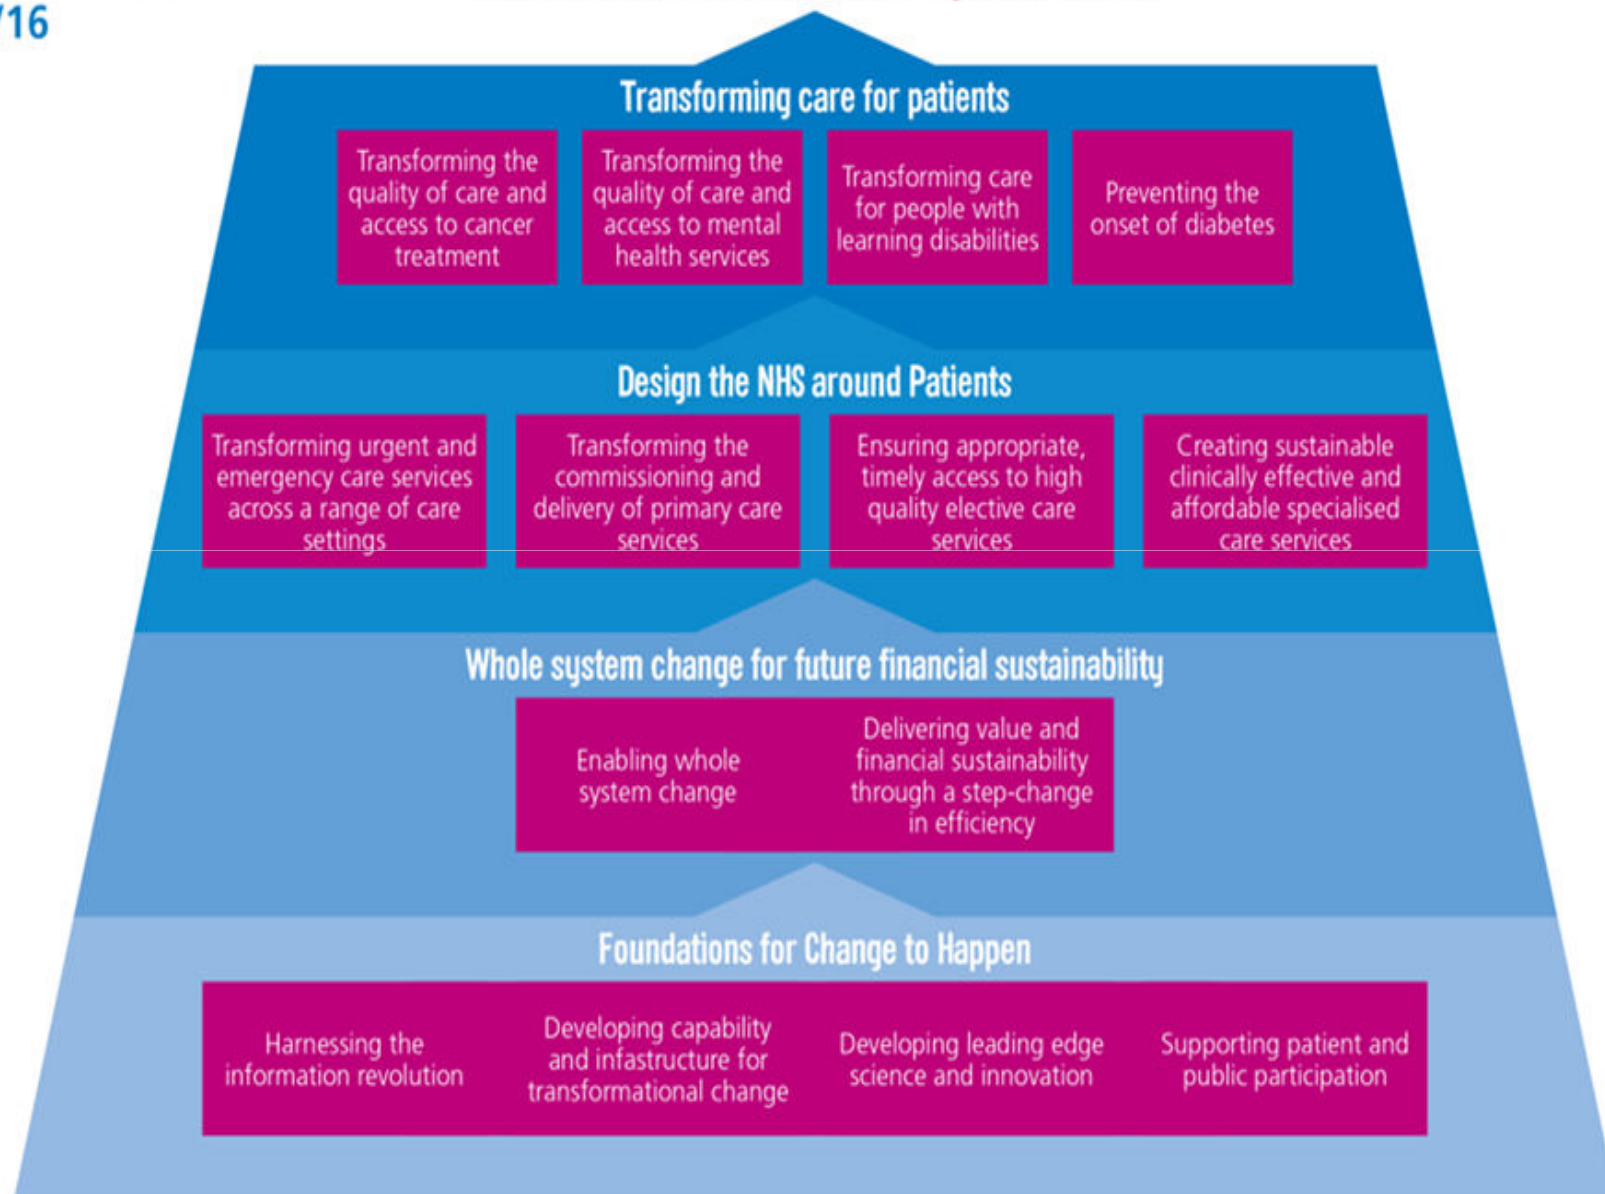 /16
Transforming care for patients
Transforming the
quality of care and
access to cancer
treatment
Transforming the
quality of care and
access to mental
health services
Transforming care
for people with
learning disabilities
Preventing the
onset of diabetes
Design the NHS around Patients
Transforming urgent and
emergency care services
across a range of care
settings
Transforming the
commissioning and
delivery of primary care
services
Ensuring appropriate,
timely access to high
quality elective care
services
Creating sustainable
clinically effective and
affordable specialised
care services
Whole system change for future financial sustainability
Enabling whole
system change
Delivering value and
financial sustainability
through a step-change
in efficiency
Foundations for Change to Happen
Harnessing the
information revolution
Developing capability
and infastructure for
transformational change
Developing leading edge
science and innovation
Supporting patient and
public participation